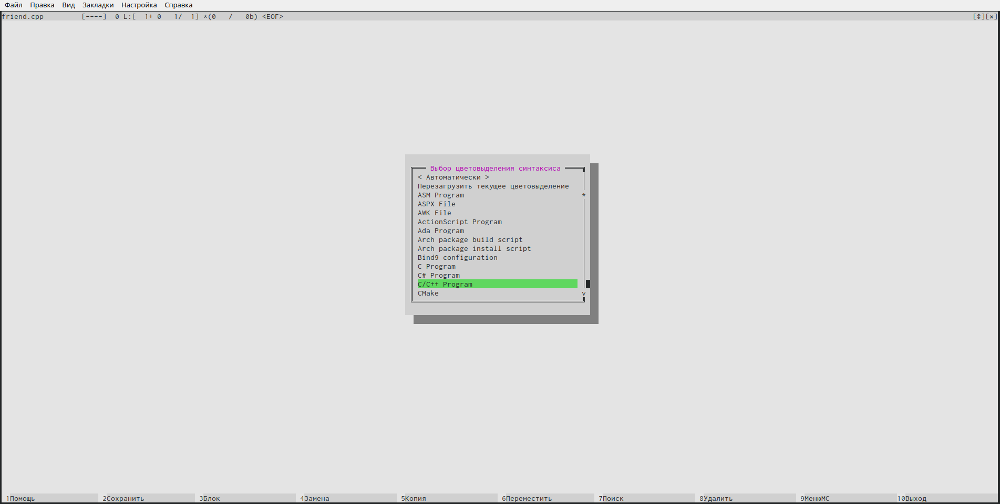 Файл Правка Вид Закладки Настройка Справка
friend.cpp [----] 0 L:[ 1+ 0 1/ 1] *(0 / 0b) <EOF> [↕][×]
Выбор цветовыделения синтаксиса
< Автоматически >
Перезагрузить текущее цветовыделение
ASM Program *
ASPX File
AWK File
ActionScript Program
Ada Program
Arch package build script
Arch package install script
Bind9 configuration
C Program
C# Program
C/C++ Program
CMake v
1Помощь 2Сохранить 3Блок 4Замена 5Копия 6Переместить 7Поиск 8Удалить 9МенюMC 10Выход